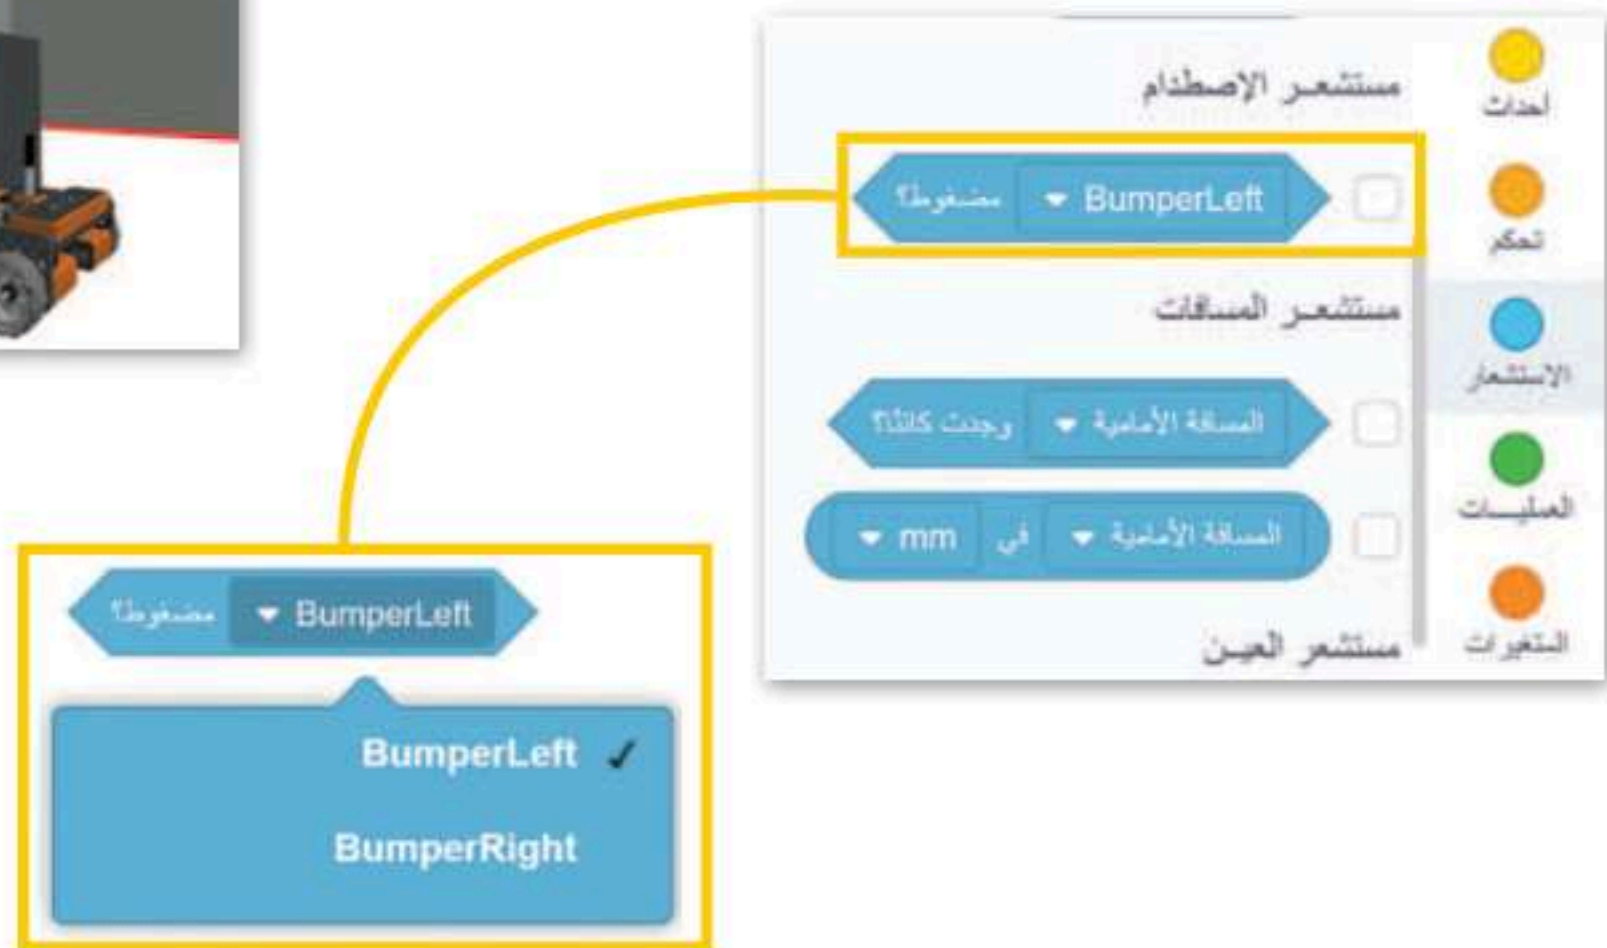 مستشعر الإصطدام
BumperLeft مضغوط؟
مستشعر المسافات
المسافة الأمامية وجدت كائنًا؟
المسافة الأمامية في mm
مستشعر العين
أحداث
تحكم
الاستشعار
العمليات
المتغيرات
BumperLeft مضغوط؟
BumperLeft ✓
BumperRight